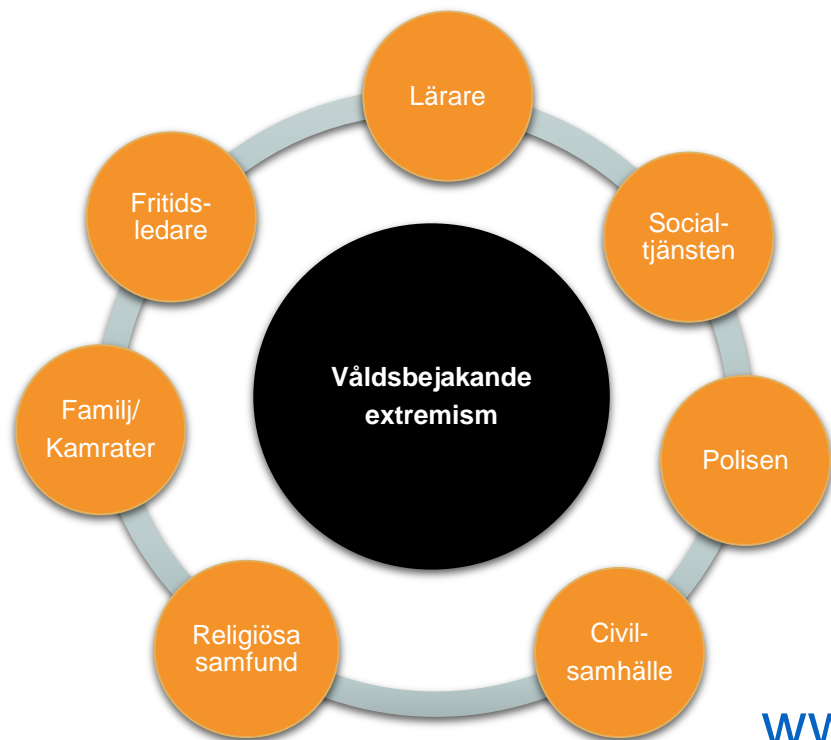 Lärare
Social-
tjänsten
Polisen
Civil-
samhälle
Religiösa
samfund
Familj/
Kamrater
Fritids-
ledare
Våldsbejakande
extremism